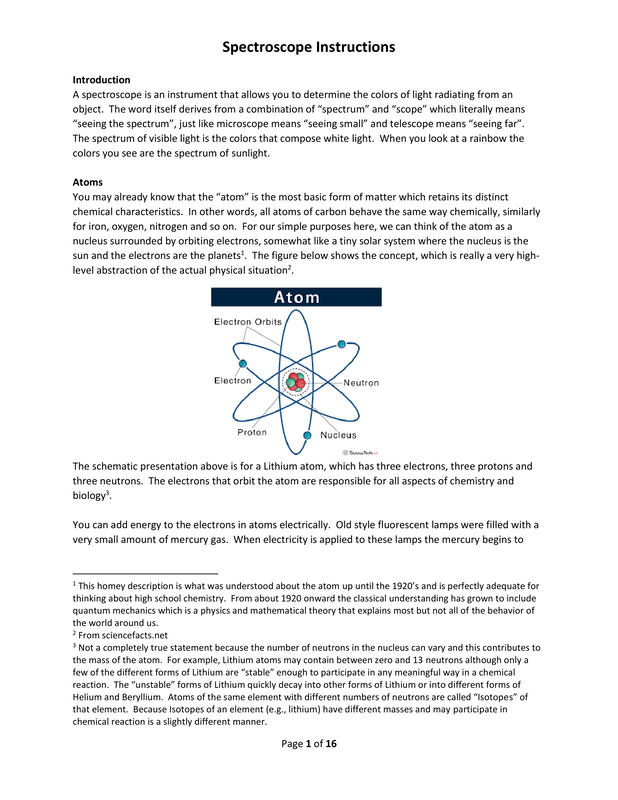 Spectroscope Instructions
Introduction
A spectroscope is an instrument that allows you to determine the colors of light radiating from an
object.  The word itself derives from a combination of “spectrum” and “scope” which literally means
“seeing the spectrum”, just like microscope means “seeing small” and telescope means “seeing far”.
The spectrum of visible light is the colors that compose white light.  When you look at a rainbow the
colors you see are the spectrum of sunlight.
Atoms
You may already know that the “atom” is the most basic form of matter which retains its distinct
chemical characteristics.  In other words, all atoms of carbon behave the same way chemically, similarly
for iron, oxygen, nitrogen and so on.  For our simple purposes here, we can think of the atom as a
nucleus surrounded by orbiting electrons, somewhat like a tiny solar system where the nucleus is the
sun and the electrons are the planets¹.  The figure below shows the concept, which is really a very high-
level abstraction of the actual physical situation².
Atom
Electron Orbits
Electron
Neutron
Proton
Nucleus
The schematic presentation above is for a Lithium atom, which has three electrons, three protons and
three neutrons.  The electrons that orbit the atom are responsible for all aspects of chemistry and
biology³.
You can add energy to the electrons in atoms electrically.  Old style fluorescent lamps were filled with a
very small amount of mercury gas.  When electricity is applied to these lamps the mercury begins to
¹ This homey description is what was understood about the atom up until the 1920’s and is perfectly adequate for
thinking about high school chemistry.  From about 1920 onward the classical understanding has grown to include
quantum mechanics which is a physics and mathematical theory that explains most but not all of the behavior of
the world around us.
² From sciencefacts.net
³ Not a completely true statement because the number of neutrons in the nucleus can vary and this contributes to
the mass of the atom.  For example, Lithium atoms may contain between zero and 13 neutrons although only a
few of the different forms of Lithium are “stable” enough to participate in any meaningful way in a chemical
reaction.  The “unstable” forms of Lithium quickly decay into other forms of Lithium or into different forms of
Helium and Beryllium.  Atoms of the same element with different numbers of neutrons are called “Isotopes” of
that element.  Because Isotopes of an element (e.g., lithium) have different masses and may participate in
chemical reaction is a slightly different manner.
Page 1 of 16